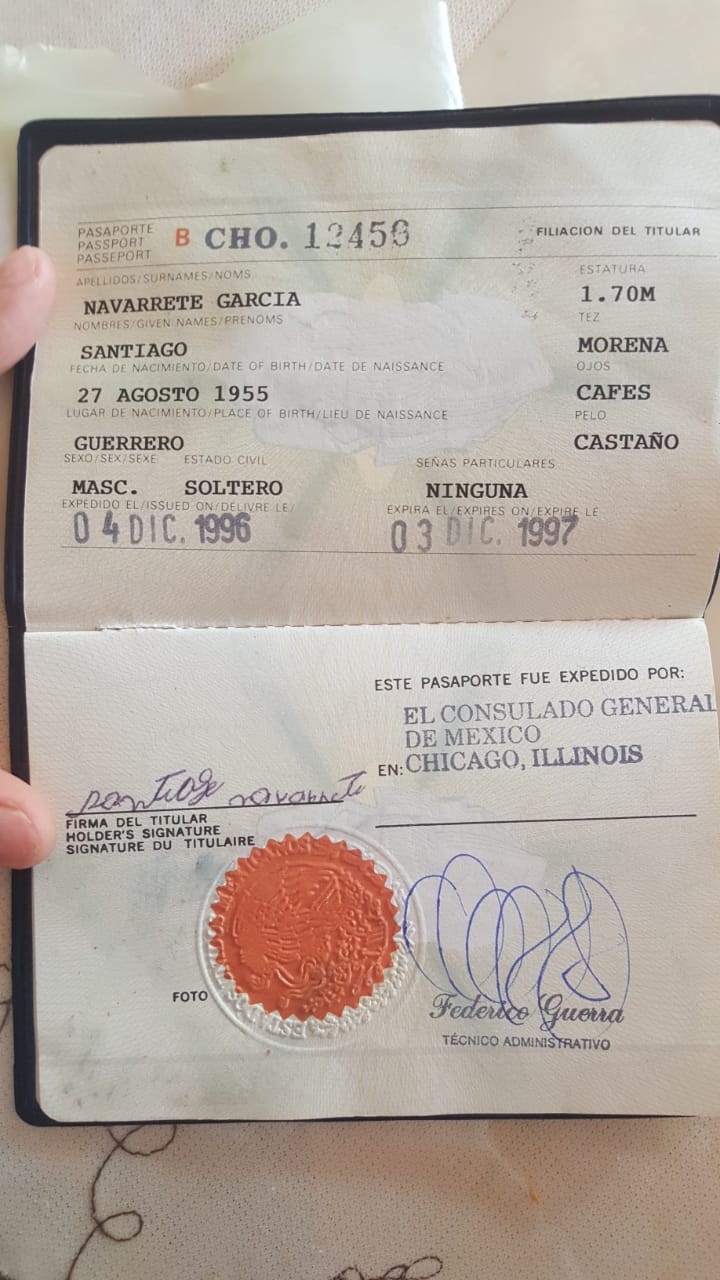 PASAPORTE
PASSPORT
PASSEPORT
B CHO. 12456
FILIACION DEL TITULAR
APELLIDOS/SURNAMES/NOMS
NAVARRETE GARCIA
NOMBRES/GIVEN NAMES/PRENOMS
SANTIAGO
FECHA DE NACIMIENTO/DATE OF BIRTH/DATE DE NAISSANCE
27 AGOSTO 1955
LUGAR DE NACIMIENTO/PLACE OF BIRTH/LIEU DE NAISSANCE
GUERRERO
ESTATURA
1.70M
TEZ
MORENA
OJOS
CAFES
PELO
CASTAÑO
SEXO/SEX/SEXE ESTADO CIVIL SEÑAS PARTICULARES
MASC. SOLTERO NINGUNA
EXPEDIDO EL/ISSUED ON/DELIVRE LE/ EXPIRA EL/EXPIRES ON/EXPIRE LE
04 DIC. 1996 03 DIC. 1997
ESTE PASAPORTE FUE EXPEDIDO POR:
EL CONSULADO GENERAL
DE MEXICO
EN: CHICAGO, ILLINOIS
Santiago navarrete
FIRMA DEL TITULAR
HOLDER'S SIGNATURE
SIGNATURE DU TITULAIRE
FOTO
Federico Guerra
TÉCNICO ADMINISTRATIVO